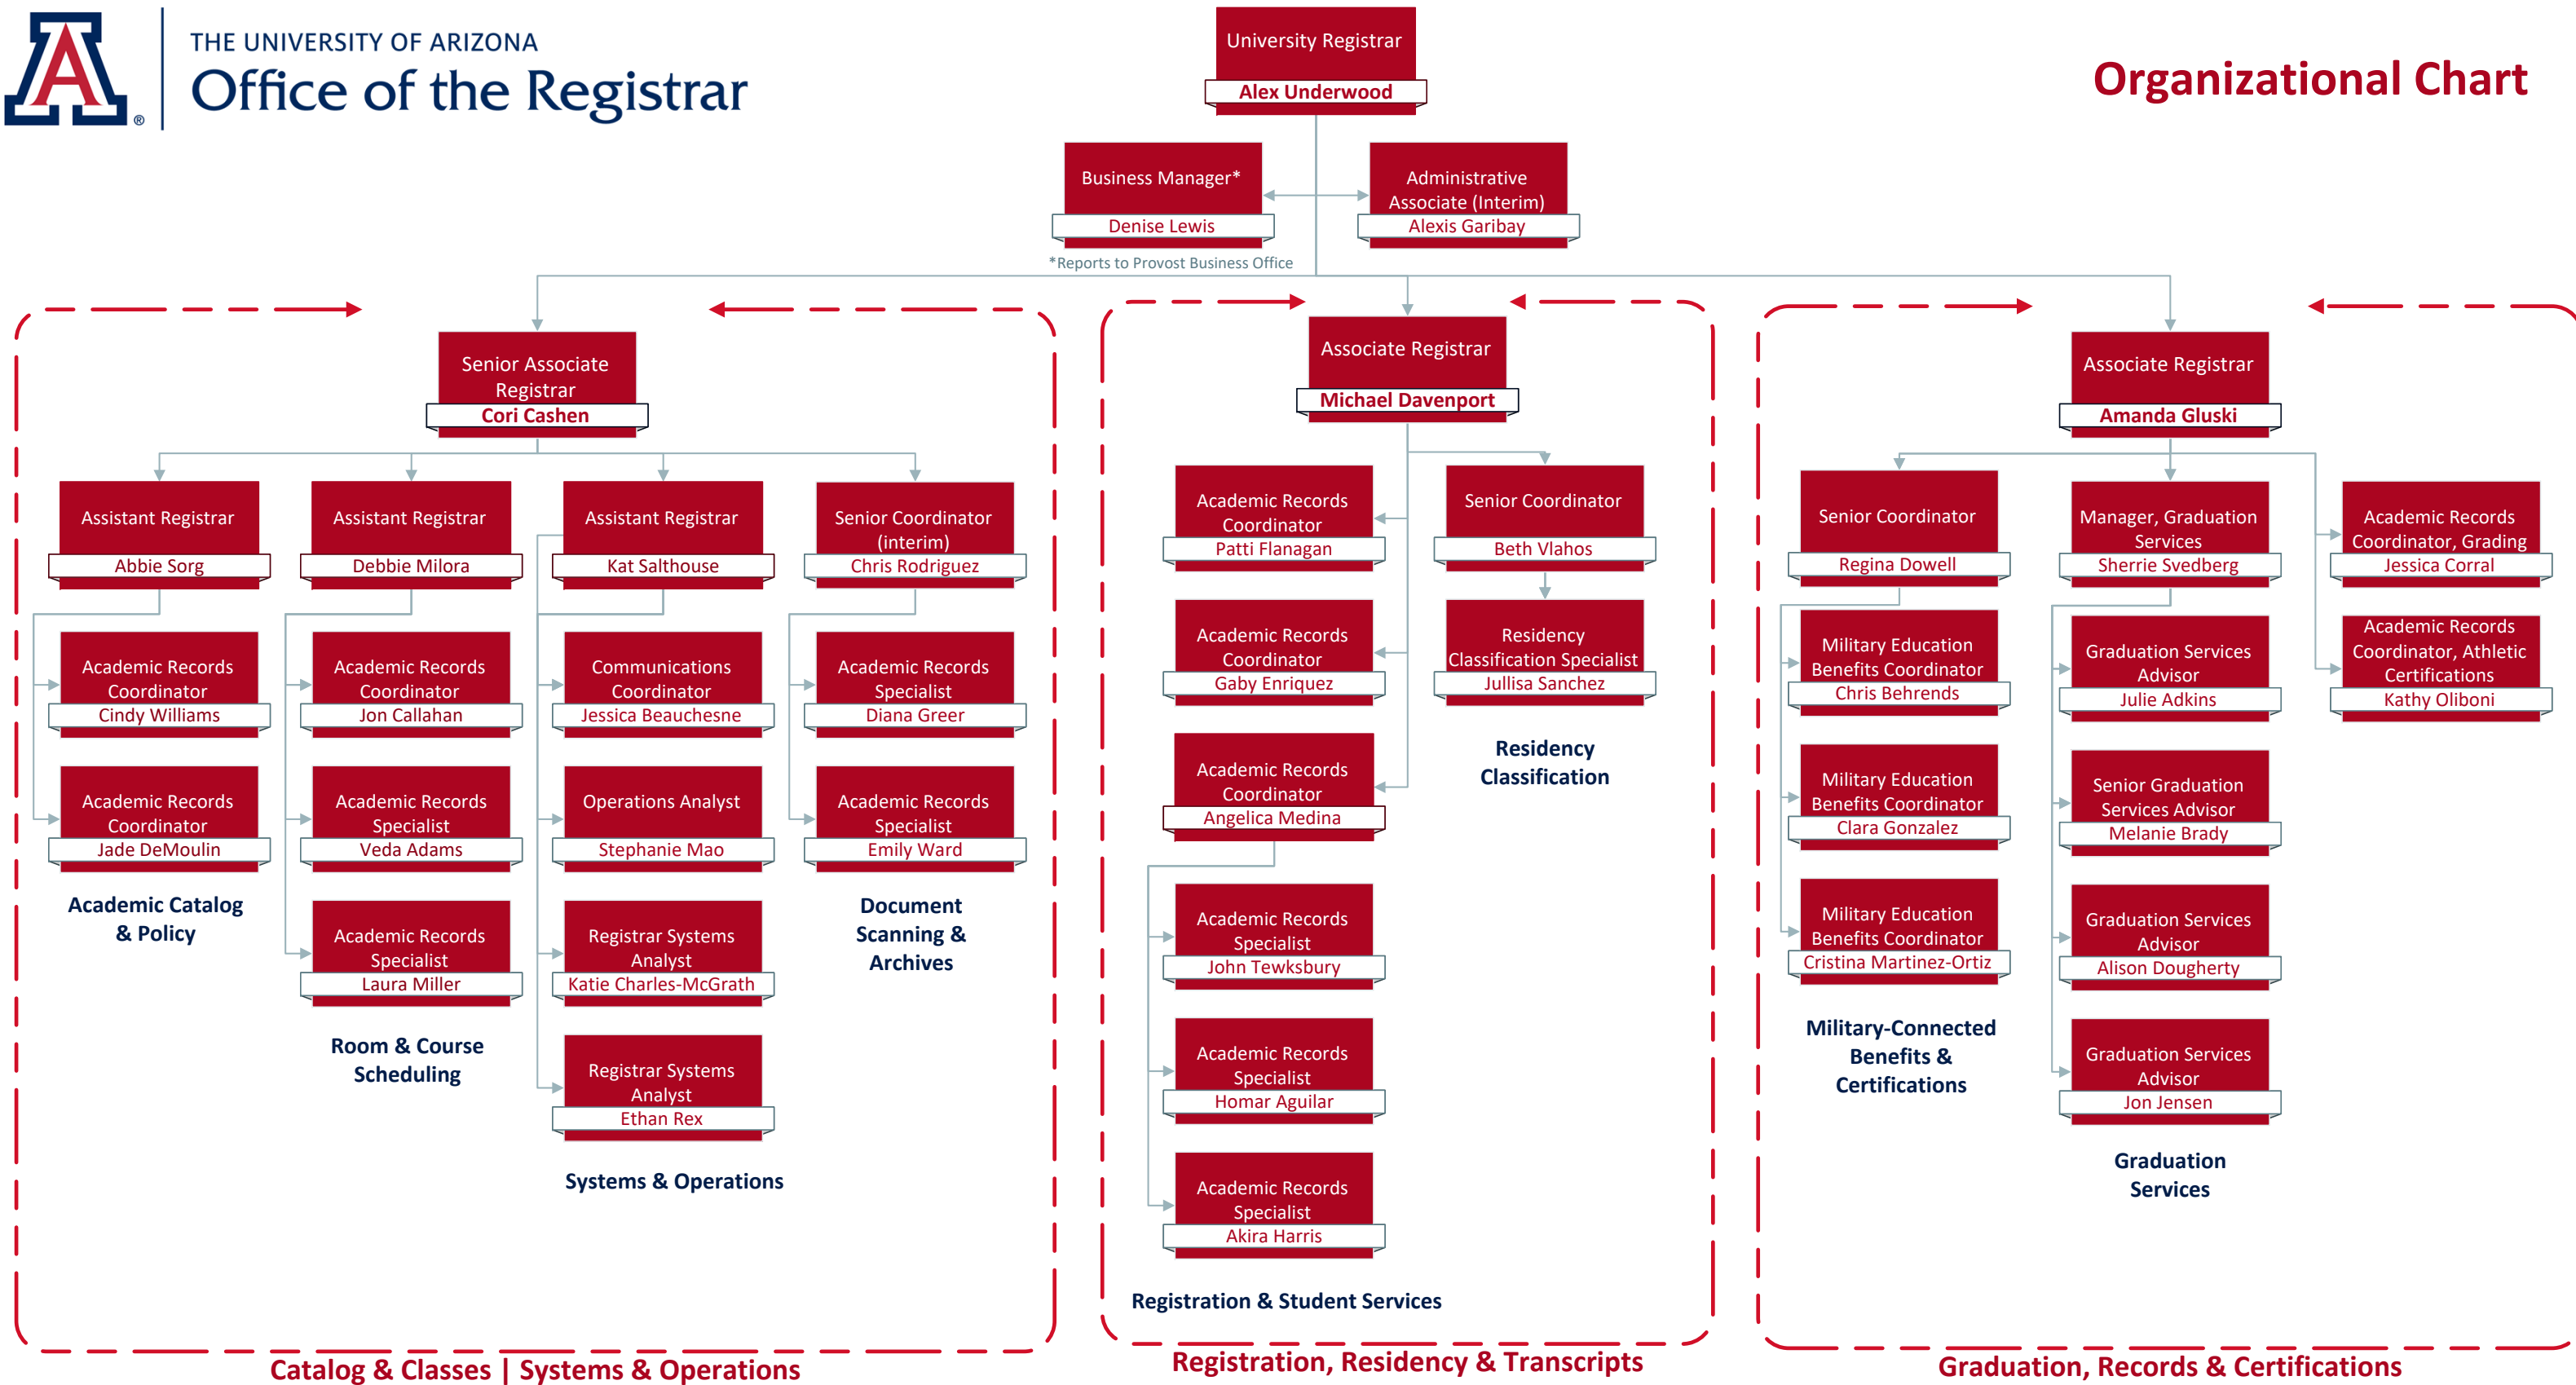 THE UNIVERSITY OF ARIZONA
Office of the Registrar
A
®
Organizational Chart
University Registrar
Alex Underwood
Business Manager*
Denise Lewis
*Reports to Provost Business Office
Administrative
Associate (Interim)
Alexis Garibay
Senior Associate
Registrar
Cori Cashen
Assistant Registrar
Abbie Sorg
Academic Records
Coordinator
Cindy Williams
Academic Records
Coordinator
Jade DeMoulin
Academic Catalog
& Policy
Assistant Registrar
Debbie Milora
Academic Records
Coordinator
Jon Callahan
Academic Records
Specialist
Veda Adams
Academic Records
Specialist
Laura Miller
Room & Course
Scheduling
Assistant Registrar
Kat Salthouse
Communications
Coordinator
Jessica Beauchesne
Operations Analyst
Stephanie Mao
Registrar Systems
Analyst
Katie Charles-McGrath
Registrar Systems
Analyst
Ethan Rex
Systems & Operations
Senior Coordinator
(interim)
Chris Rodriguez
Academic Records
Specialist
Diana Greer
Academic Records
Specialist
Emily Ward
Document
Scanning &
Archives
Catalog & Classes | Systems & Operations
Associate Registrar
Michael Davenport
Academic Records
Coordinator
Patti Flanagan
Academic Records
Coordinator
Gaby Enriquez
Academic Records
Coordinator
Angelica Medina
Academic Records
Specialist
John Tewksbury
Academic Records
Specialist
Homar Aguilar
Academic Records
Specialist
Akira Harris
Registration & Student Services
Senior Coordinator
Beth Vlahos
Residency
Classification Specialist
Jullisa Sanchez
Residency
Classification
Registration, Residency & Transcripts
Associate Registrar
Amanda Gluski
Senior Coordinator
Regina Dowell
Military Education
Benefits Coordinator
Chris Behrends
Military Education
Benefits Coordinator
Clara Gonzalez
Military Education
Benefits Coordinator
Cristina Martinez-Ortiz
Military-Connected
Benefits &
Certifications
Manager, Graduation
Services
Sherrie Svedberg
Graduation Services
Advisor
Julie Adkins
Senior Graduation
Services Advisor
Melanie Brady
Graduation Services
Advisor
Alison Dougherty
Graduation Services
Advisor
Jon Jensen
Graduation
Services
Academic Records
Coordinator, Grading
Jessica Corral
Academic Records
Coordinator, Athletic
Certifications
Kathy Oliboni
Graduation, Records & Certifications